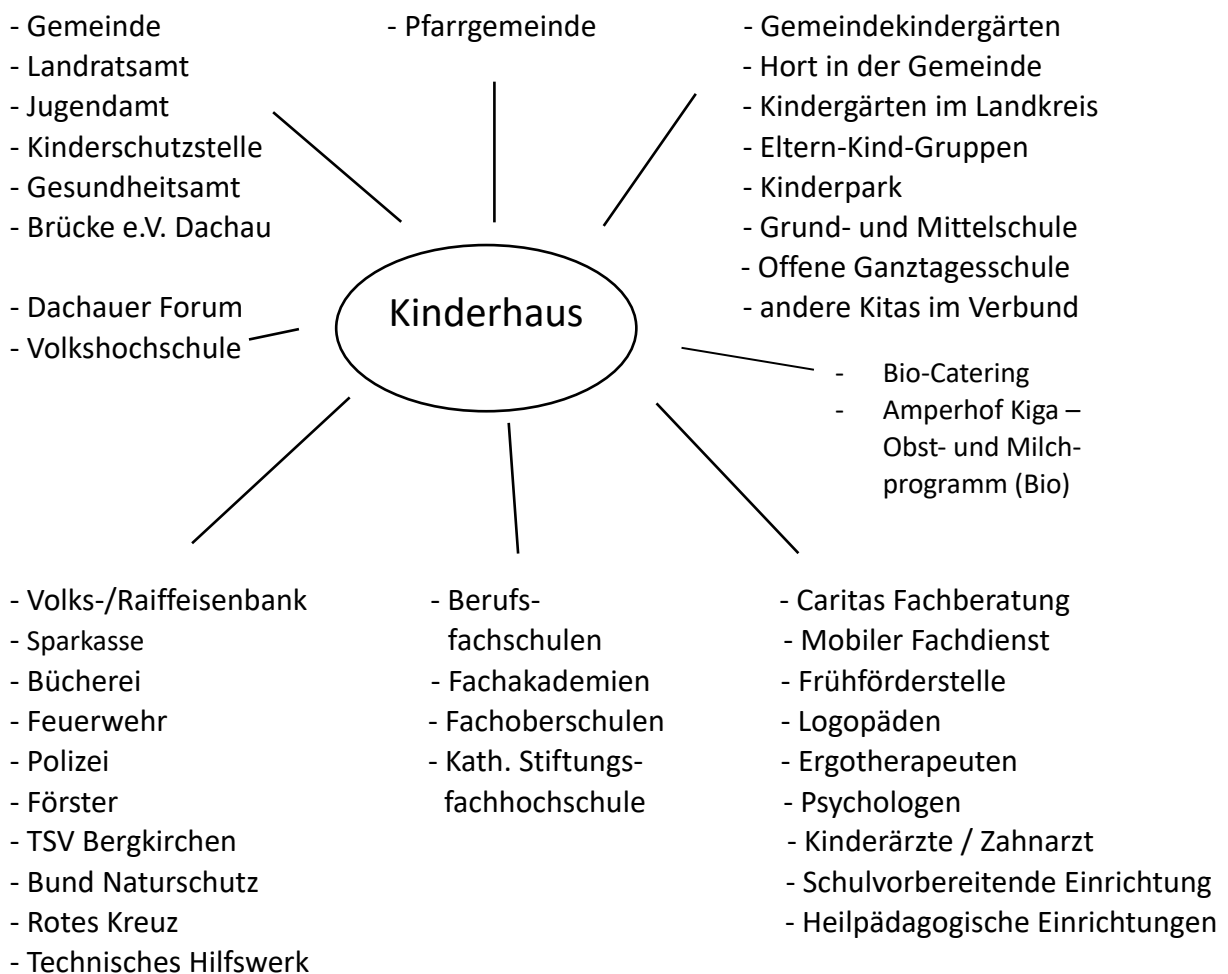 - Gemeinde
- Landratsamt
- Jugendamt
- Kinderschutzstelle
- Gesundheitsamt
- Brücke e.V. Dachau
- Pfarrgemeinde
- Gemeindekindergärten
- Hort in der Gemeinde
- Kindergärten im Landkreis
- Eltern-Kind-Gruppen
- Kinderpark
- Grund- und Mittelschule
- Offene Ganztagesschule
- andere Kitas im Verbund
- Dachauer Forum
- Volkshochschule
Kinderhaus
- Bio-Catering
- Amperhof Kiga –
Obst- und Milch-
programm (Bio)
- Volks-/Raiffeisenbank
- Sparkasse
- Bücherei
- Feuerwehr
- Polizei
- Förster
- TSV Bergkirchen
- Bund Naturschutz
- Rotes Kreuz
- Technisches Hilfswerk
- Berufs-
fachschulen
- Fachakademien
- Fachoberschulen
- Kath. Stiftungs-
fachhochschule
- Caritas Fachberatung
- Mobiler Fachdienst
- Frühförderstelle
- Logopäden
- Ergotherapeuten
- Psychologen
- Kinderärzte / Zahnarzt
- Schulvorbereitende Einrichtung
- Heilpädagogische Einrichtungen